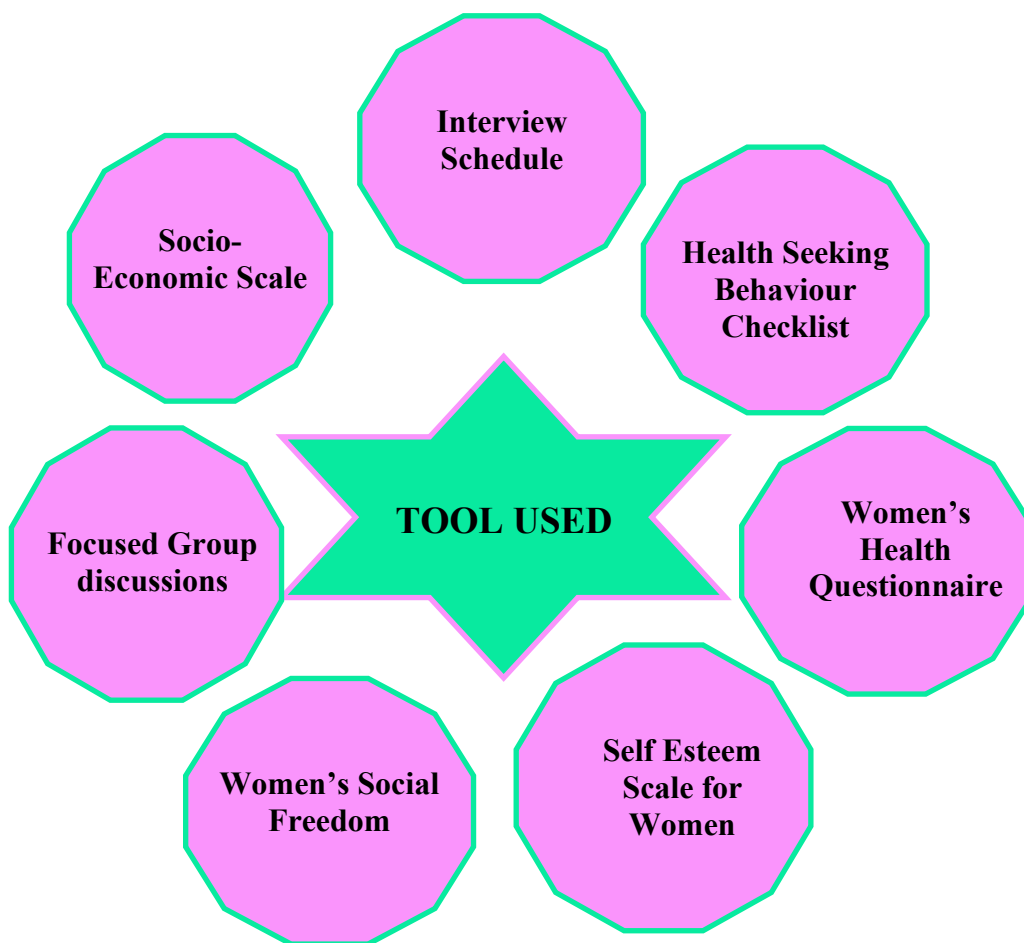 Interview
Schedule
Socio-
Economic Scale
Health Seeking
Behaviour
Checklist
TOOL USED
Focused Group
discussions
Women’s
Health
Questionnaire
Women’s Social
Freedom
Self Esteem
Scale for
Women